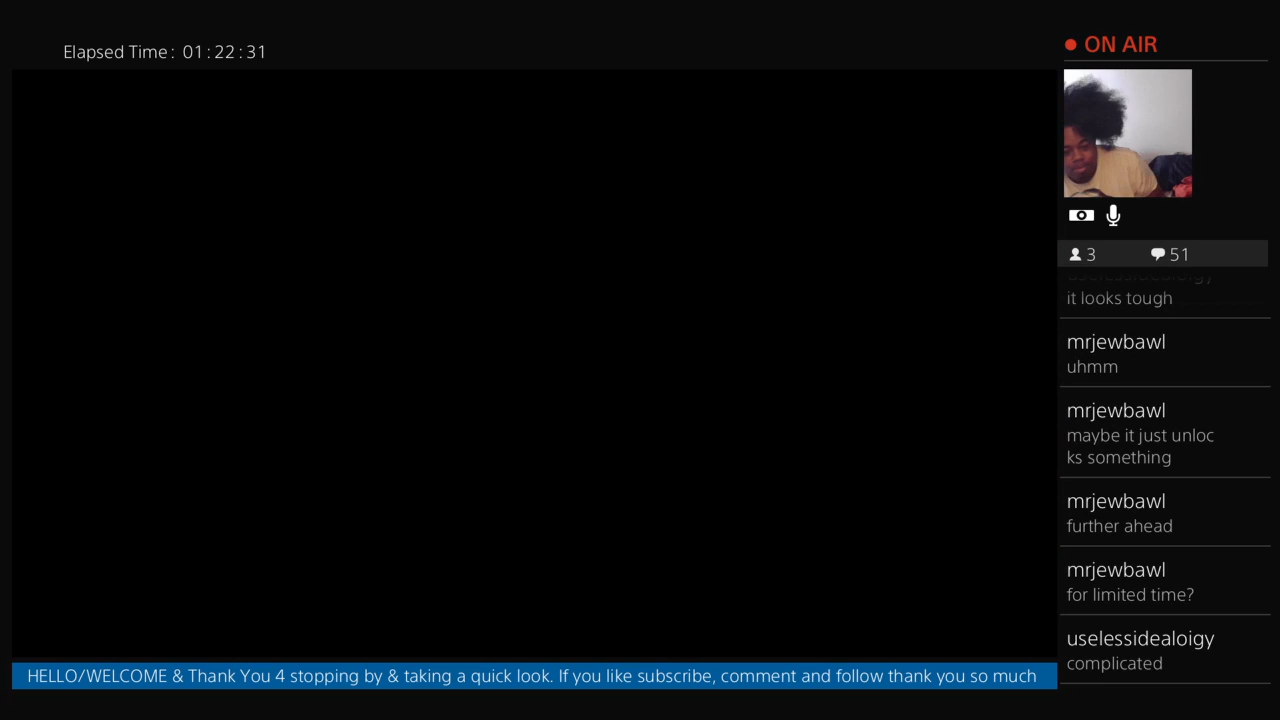 Elapsed Time: 01:22:31
ON AIR
3
51
it looks tough
mrjewbawl
uhmm
mrjewbawl
maybe it just unloc
ks something
mrjewbawl
further ahead
mrjewbawl
for limited time?
uselessidealoigy
complicated
HELLO/WELCOME & Thank You 4 stopping by & taking a quick look. If you like subscribe, comment and follow thank you so much